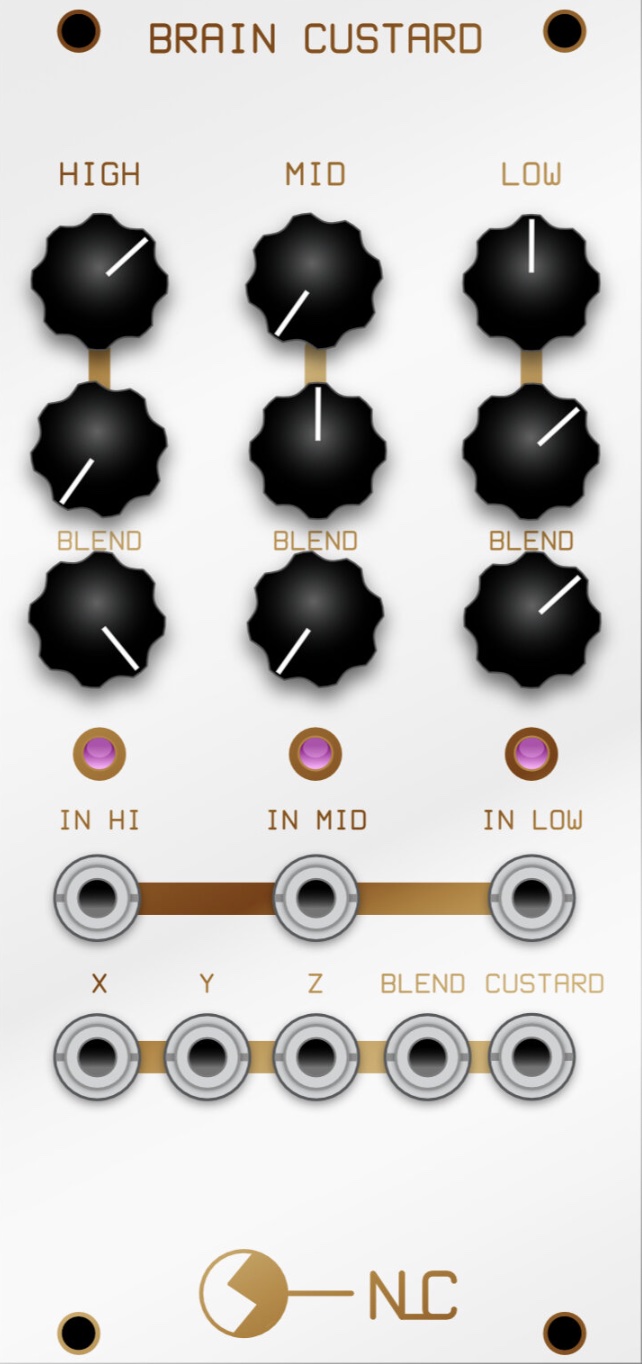 BRAIN CUSTARD
HIGH MID LOW
BLEND BLEND BLEND
IN HI IN MID IN LOW
X Y Z BLEND CUSTARD
NLC